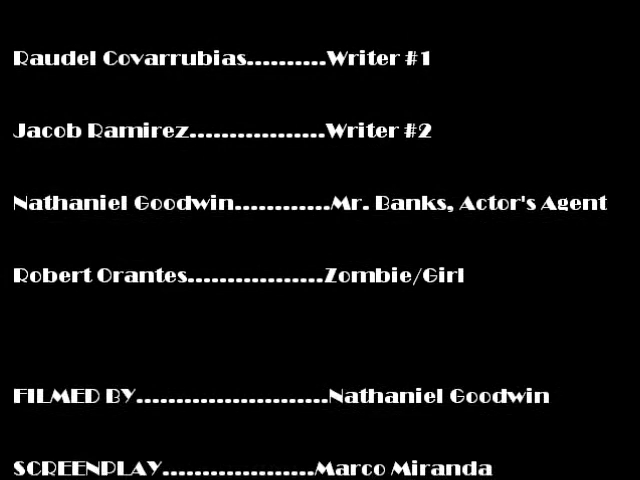 Raudel Covarrubias..........Writer #1
Jacob Ramirez.................Writer #2
Nathaniel Goodwin............Mr. Banks, Actor's Agent
Robert Orantes.................Zombie/Girl
FILMED BY........................Nathaniel Goodwin
SCREENPLAY...................Marco Miranda